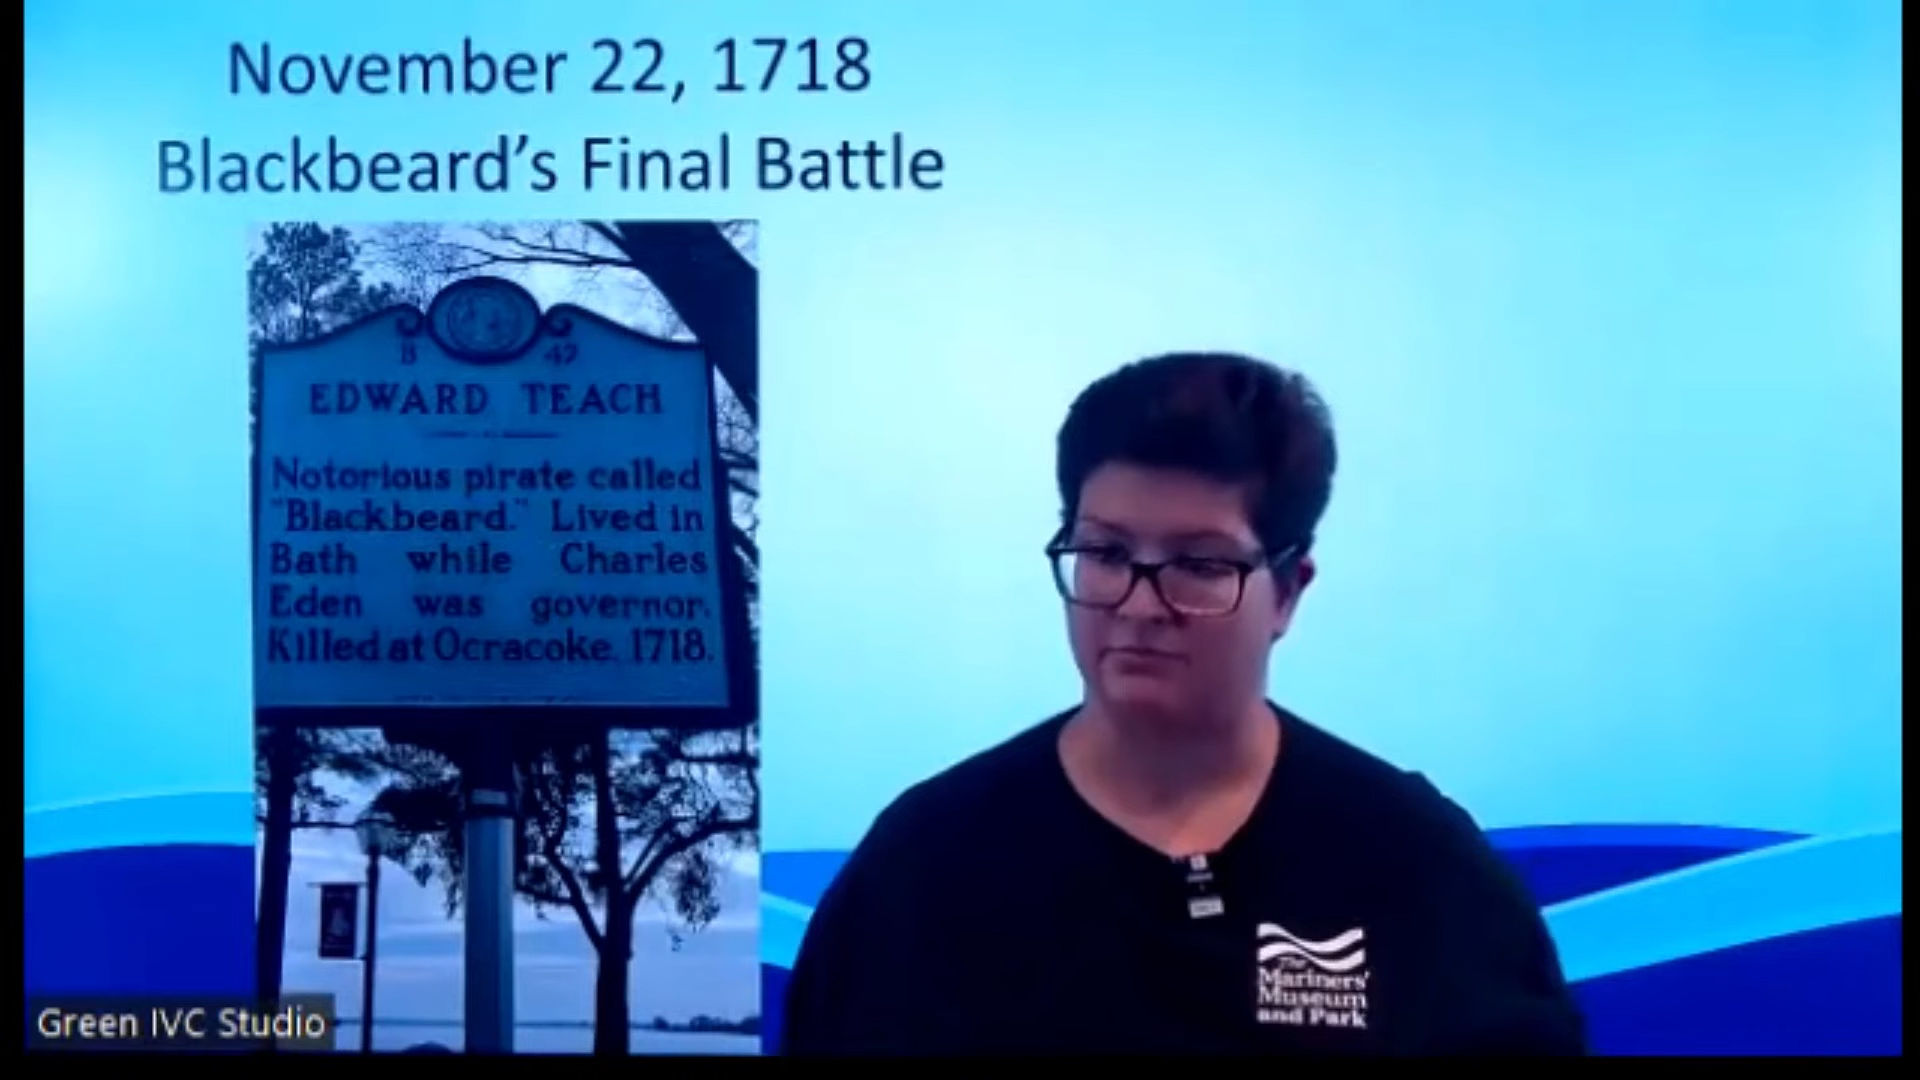 November 22, 1718
Blackbeard's Final Battle
B 47
EDWARD TEACH
Notorious pirate called
"Blackbeard." Lived in
Bath while Charles
Eden was governor.
Killed at Ocracoke, 1718.
The
Mariners'
Museum
and Park
Green IVC Studio